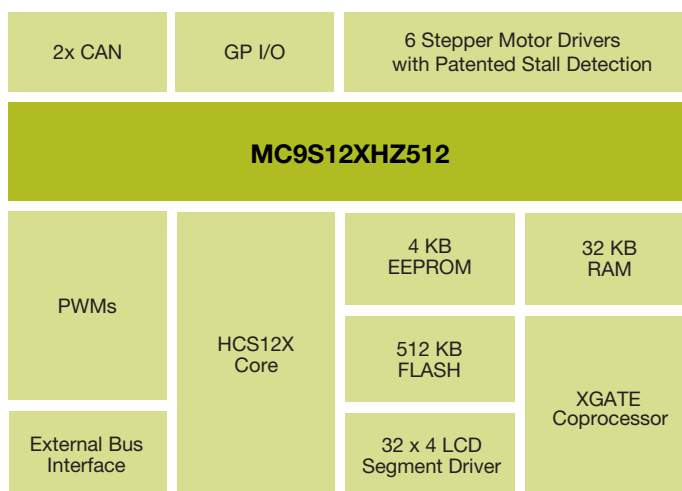 2x CAN
GP I/O
6 Stepper Motor Drivers
with Patented Stall Detection
MC9S12XHZ512
PWMs
External Bus
Interface
HCS12X
Core
4 KB
EEPROM
512 KB
FLASH
32 x 4 LCD
Segment Driver
32 KB
RAM
XGATE
Coprocessor